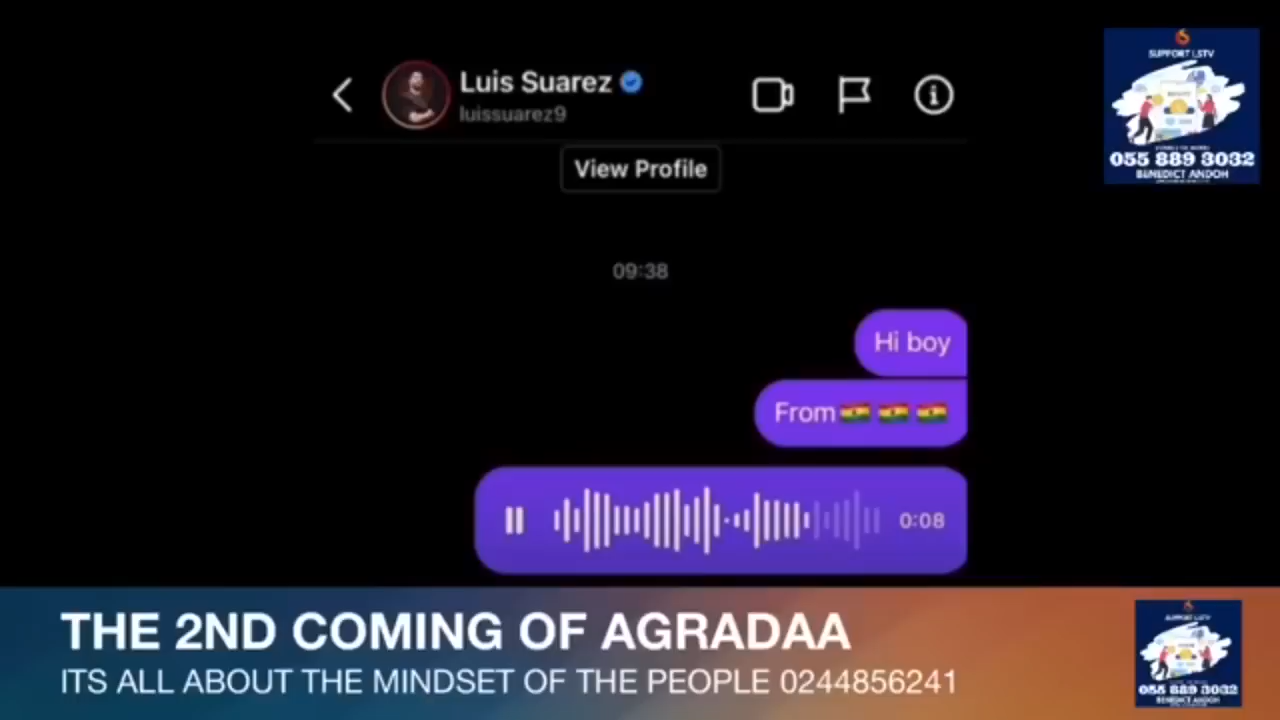 Luis Suarez
luissuarez9
View Profile
09:38
Hi boy
From
0:08
SUPPORT LSTV
055 889 3032
BENEDICT ANDOH
THE 2ND COMING OF AGRADAA
ITS ALL ABOUT THE MINDSET OF THE PEOPLE 0244856241
SUPPORT LSTV
055 889 3032
BENEDICT ANDOH